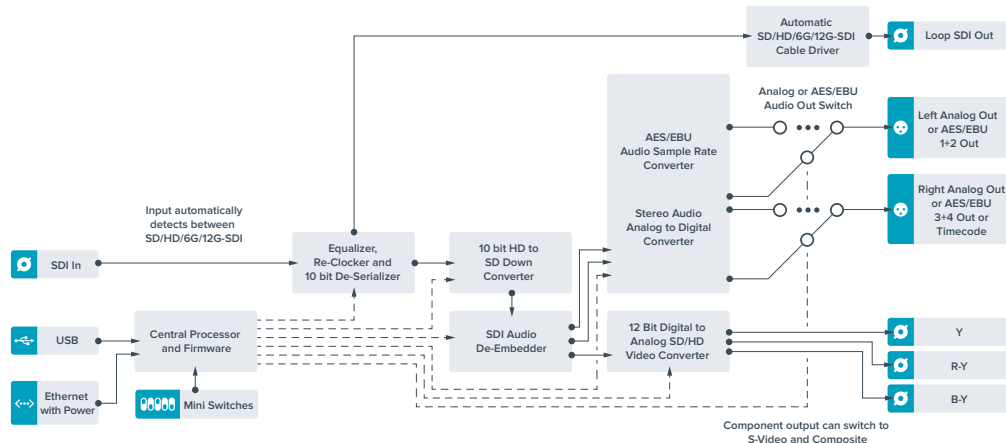 Automatic
SD/HD/6G/12G-SDI
Cable Driver
Loop SDI Out
Analog or AES/EBU
Audio Out Switch
AES/EBU
Audio Sample Rate
Converter
Left Analog Out
or AES/EBU
1+2 Out
Stereo Audio
Analog to Digital
Converter
Right Analog Out
or AES/EBU
3+4 Out or
Timecode
Input automatically
detects between
SD/HD/6G/12G-SDI
SDI In
Equalizer,
Re-Clocker and
10 bit De-Serializer
10 bit HD to
SD Down
Converter
USB
Central Processor
and Firmware
SDI Audio
De-Embedder
12 Bit Digital to
Analog SD/HD
Video Converter
Y
R-Y
Ethernet
with Power
Mini Switches
B-Y
Component output can switch to
S-Video and Composite